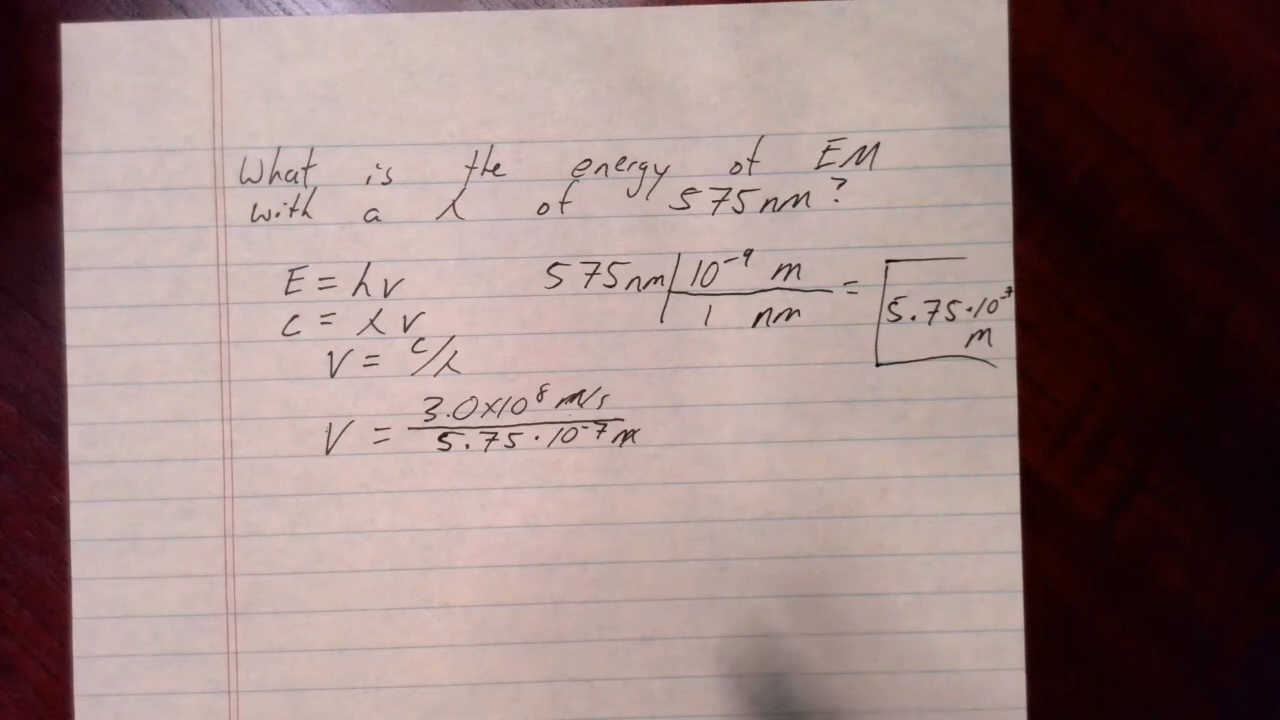 What is the energy of EM
with a λ of 575nm?
E = hν
575nm | 10⁻⁹ m / 1 nm = 5.75·10⁻⁷ m
c = λν
ν = c/λ
ν = 3.0×10⁸ m/s / 5.75·10⁻⁷ m